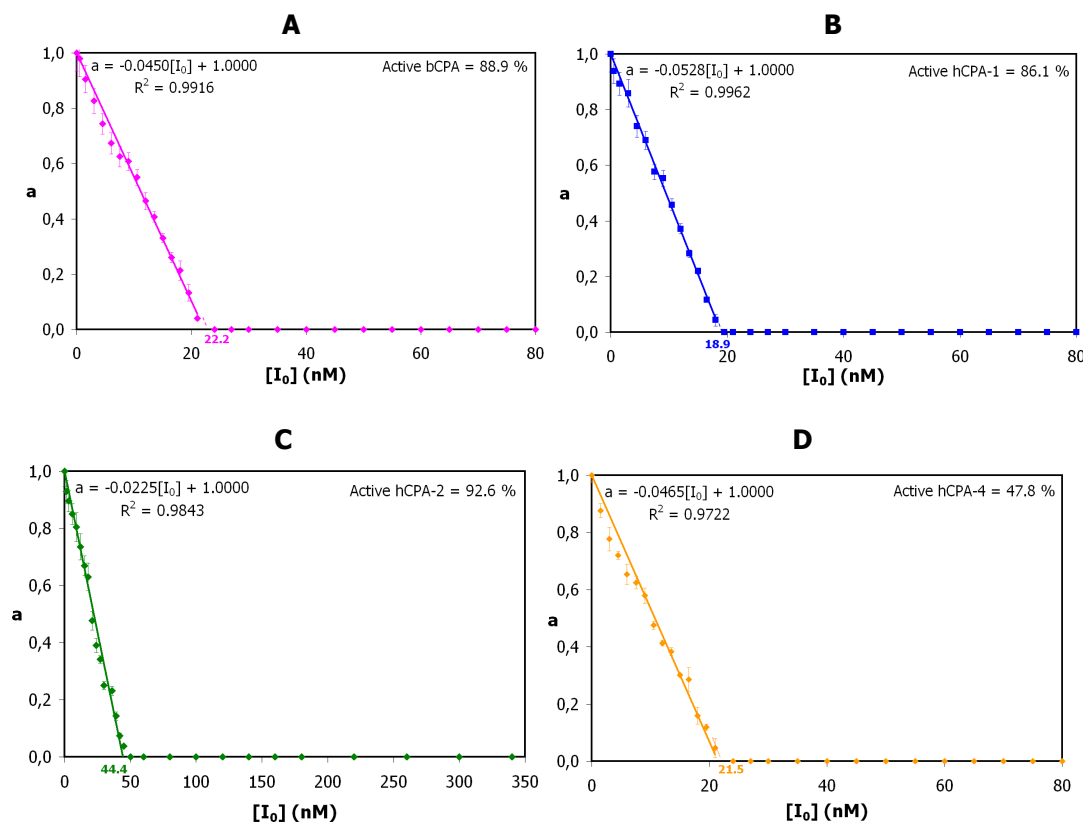 A
a = -0.0450[I₀] + 1.0000
R² = 0.9916
Active bCPA = 88.9 %
1,0
0,8
0,6
0,4
0,2
0,0
a
0 20 40 60 80
22.2
[I₀] (nM)
B
a = -0.0528[I₀] + 1.0000
R² = 0.9962
Active hCPA-1 = 86.1 %
1,0
0,8
0,6
0,4
0,2
0,0
a
0 20 40 60 80
18.9
[I₀] (nM)
C
a = -0.0225[I₀] + 1.0000
R² = 0.9843
Active hCPA-2 = 92.6 %
1,0
0,8
0,6
0,4
0,2
0,0
a
0 50 100 150 200 250 300 350
44.4
[I₀] (nM)
D
a = -0.0465[I₀] + 1.0000
R² = 0.9722
Active hCPA-4 = 47.8 %
1,0
0,8
0,6
0,4
0,2
0,0
a
0 20 40 60 80
21.5
[I₀] (nM)